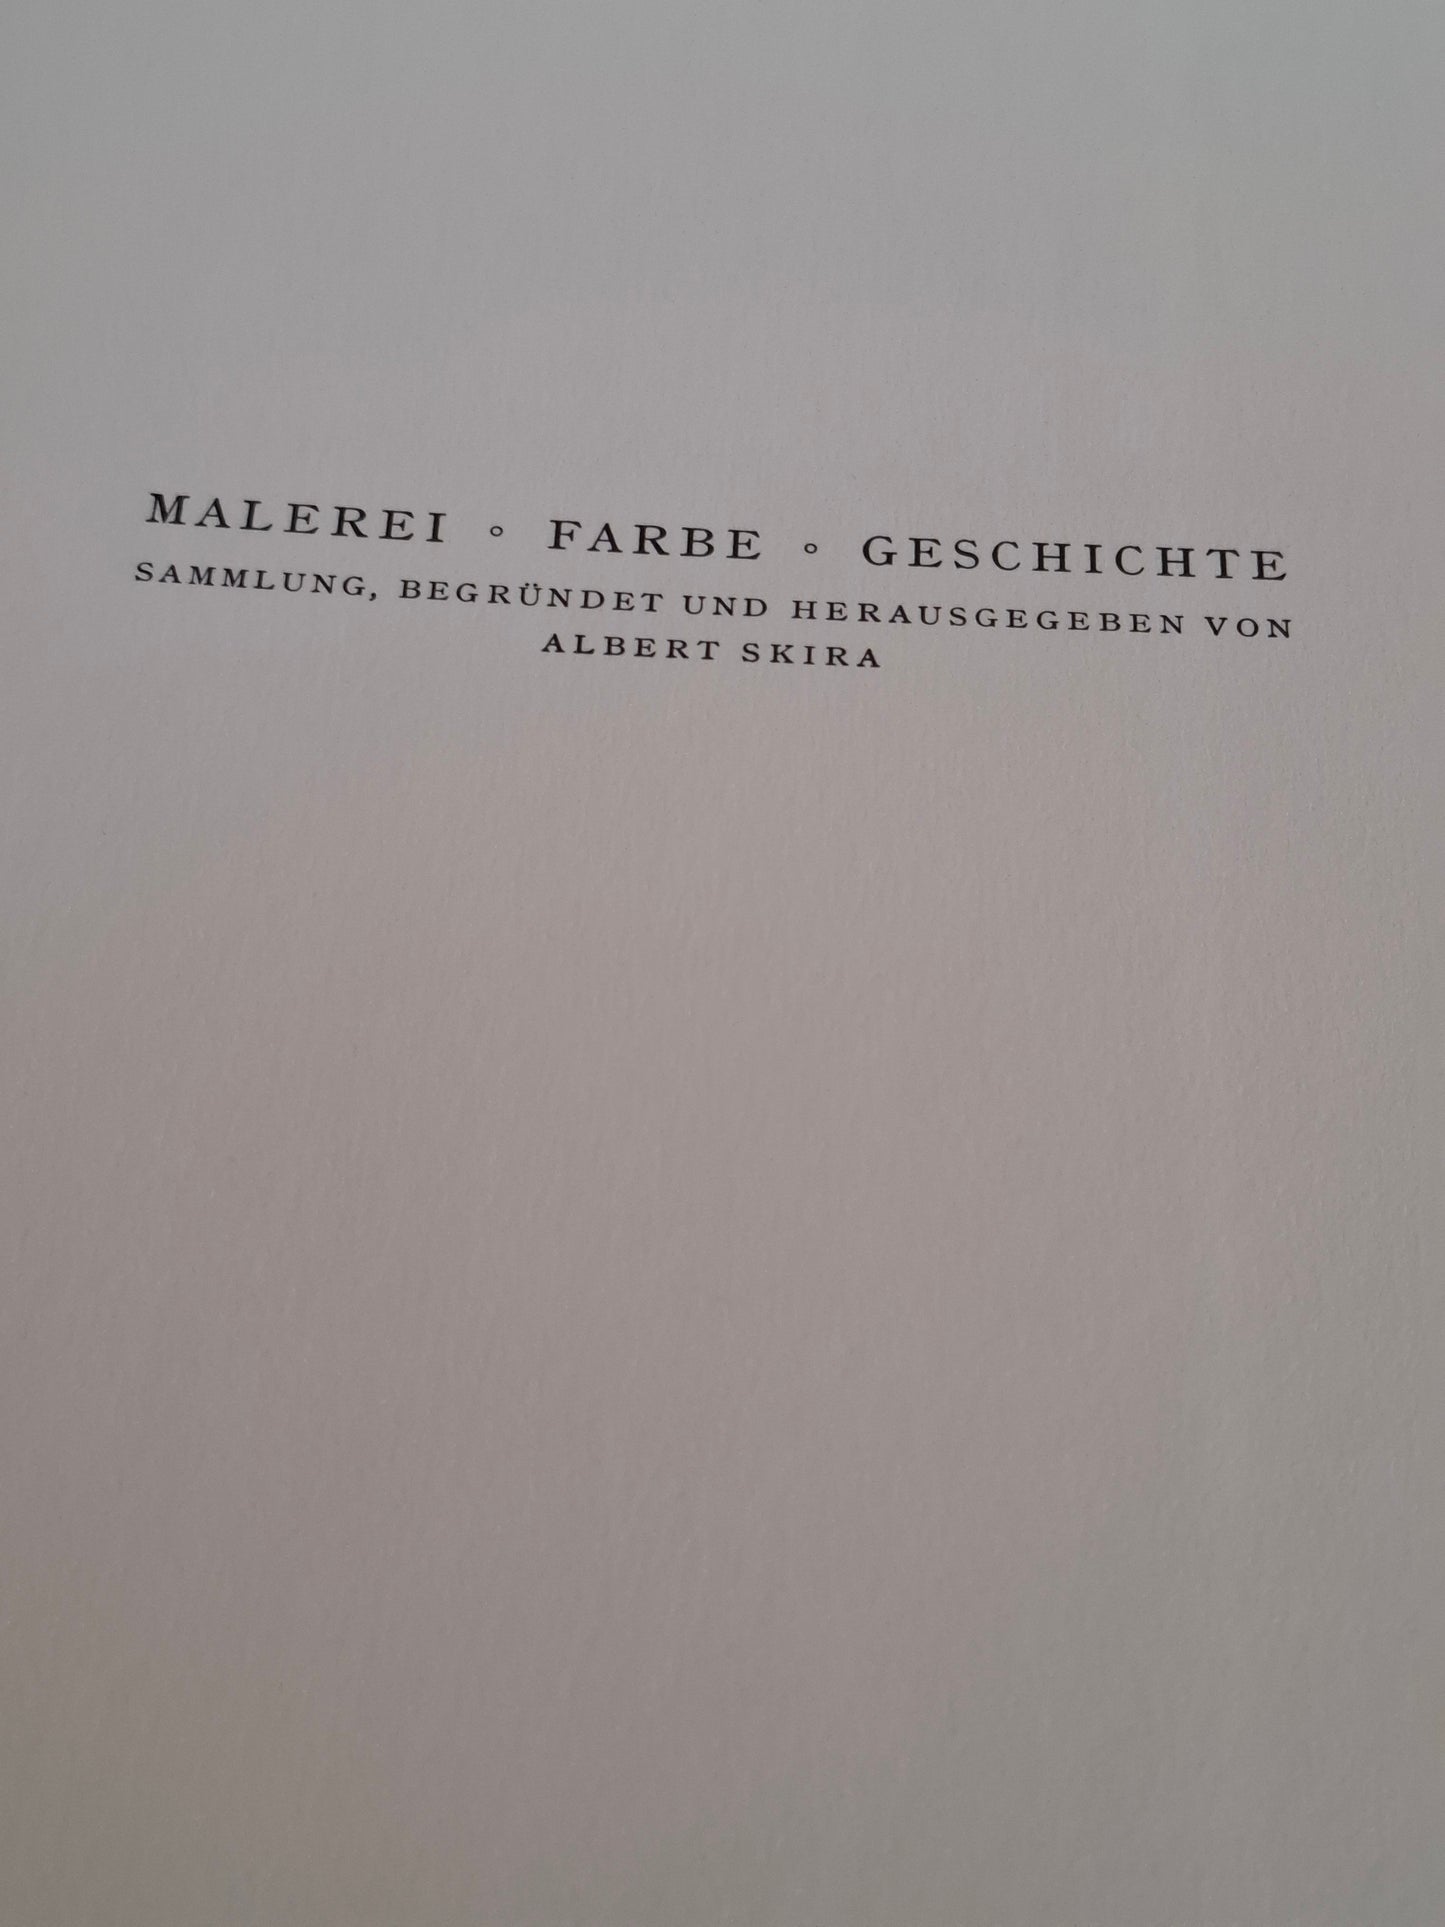 MALEREI ◦ FARBE ◦ GESCHICHTE
SAMMLUNG, BEGRÜNDET UND HERAUSGEGEBEN VON
ALBERT SKIRA